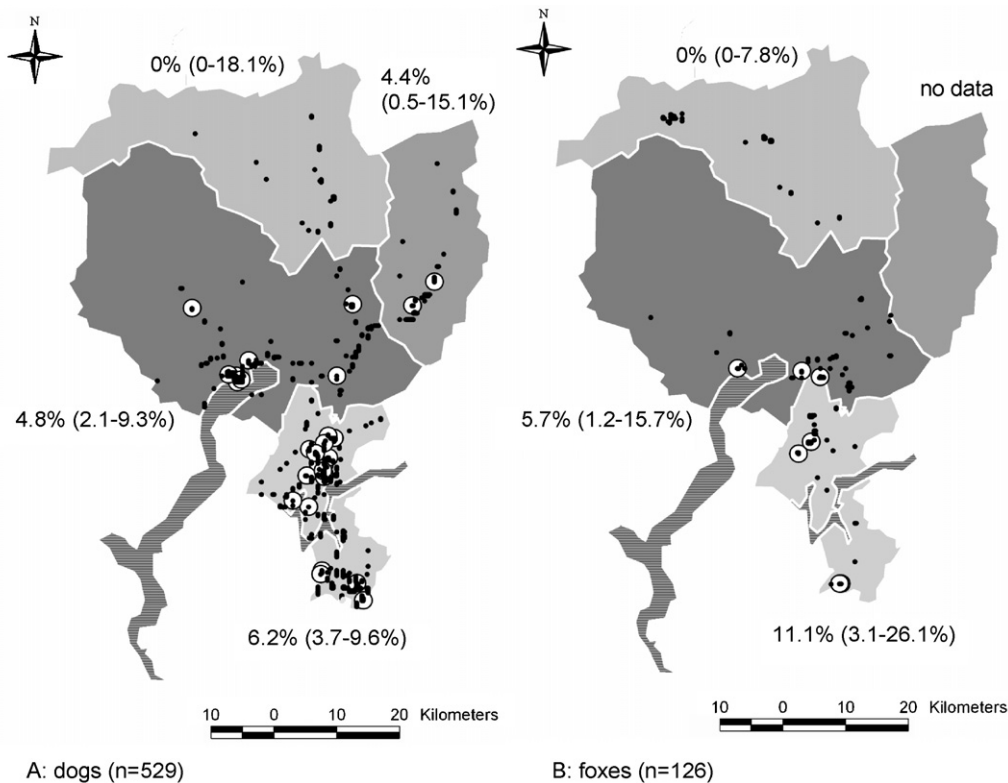 N
0% (0-18.1%)
4.4%
(0.5-15.1%)
4.8% (2.1-9.3%)
6.2% (3.7-9.6%)
10 0 10 20 Kilometers
A: dogs (n=529)
N
0% (0-7.8%)
no data
5.7% (1.2-15.7%)
11.1% (3.1-26.1%)
10 0 10 20 Kilometers
B: foxes (n=126)